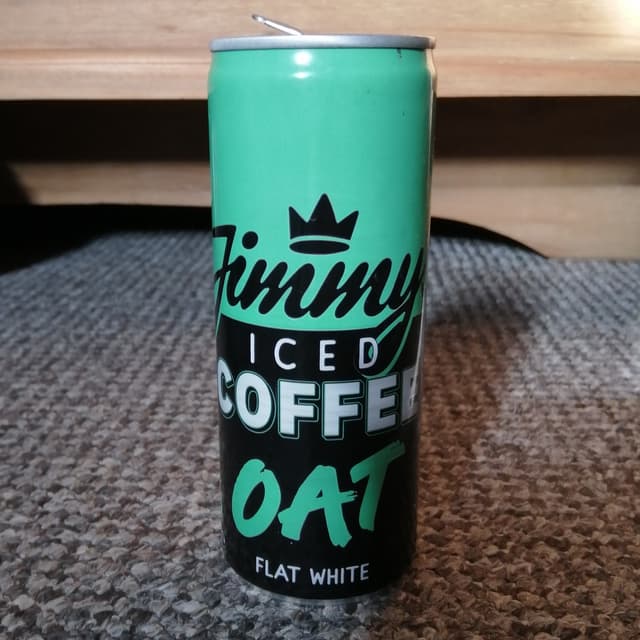 Jimmy's
ICED
COFFEE
OAT
FLAT WHITE